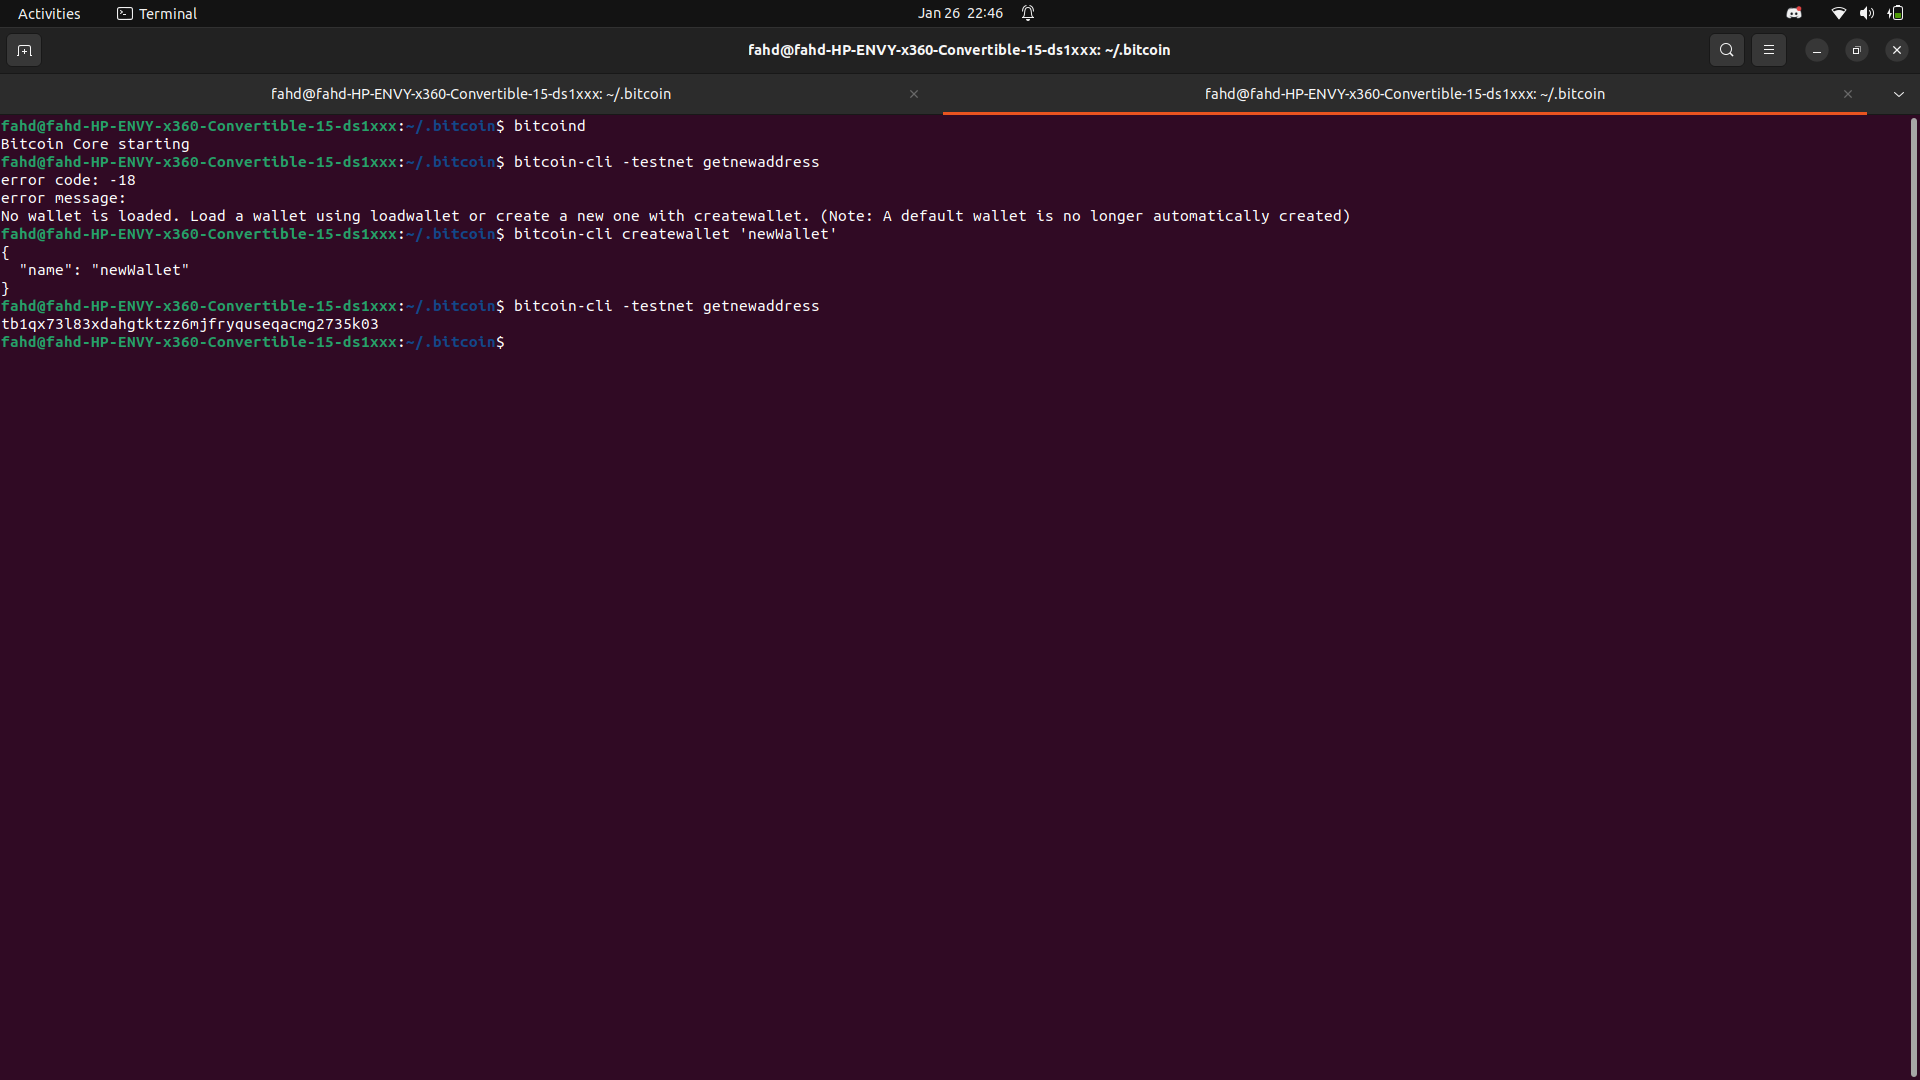 Activities Terminal Jan 26 22:46
fahd@fahd-HP-ENVY-x360-Convertible-15-ds1xxx: ~/.bitcoin
fahd@fahd-HP-ENVY-x360-Convertible-15-ds1xxx: ~/.bitcoin fahd@fahd-HP-ENVY-x360-Convertible-15-ds1xxx: ~/.bitcoin
fahd@fahd-HP-ENVY-x360-Convertible-15-ds1xxx:~/.bitcoin$ bitcoind
Bitcoin Core starting
fahd@fahd-HP-ENVY-x360-Convertible-15-ds1xxx:~/.bitcoin$ bitcoin-cli -testnet getnewaddress
error code: -18
error message:
No wallet is loaded. Load a wallet using loadwallet or create a new one with createwallet. (Note: A default wallet is no longer automatically created)
fahd@fahd-HP-ENVY-x360-Convertible-15-ds1xxx:~/.bitcoin$ bitcoin-cli createwallet 'newWallet'
{
  "name": "newWallet"
}
fahd@fahd-HP-ENVY-x360-Convertible-15-ds1xxx:~/.bitcoin$ bitcoin-cli -testnet getnewaddress
tb1qx73l83xdahgtktzz6mjfryquseqacmg2735k03
fahd@fahd-HP-ENVY-x360-Convertible-15-ds1xxx:~/.bitcoin$